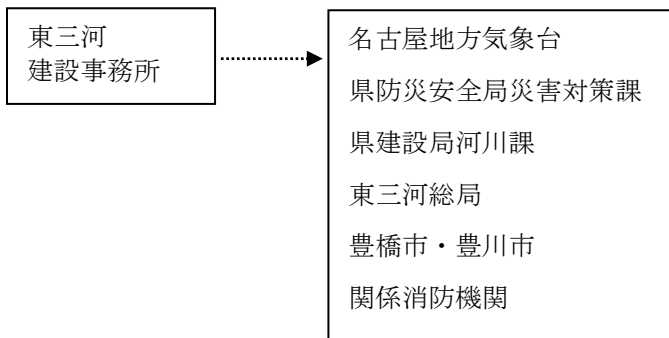 東三河
建設事務所
名古屋地方気象台
県防災安全局災害対策課
県建設局河川課
東三河総局
豊橋市・豊川市
関係消防機関